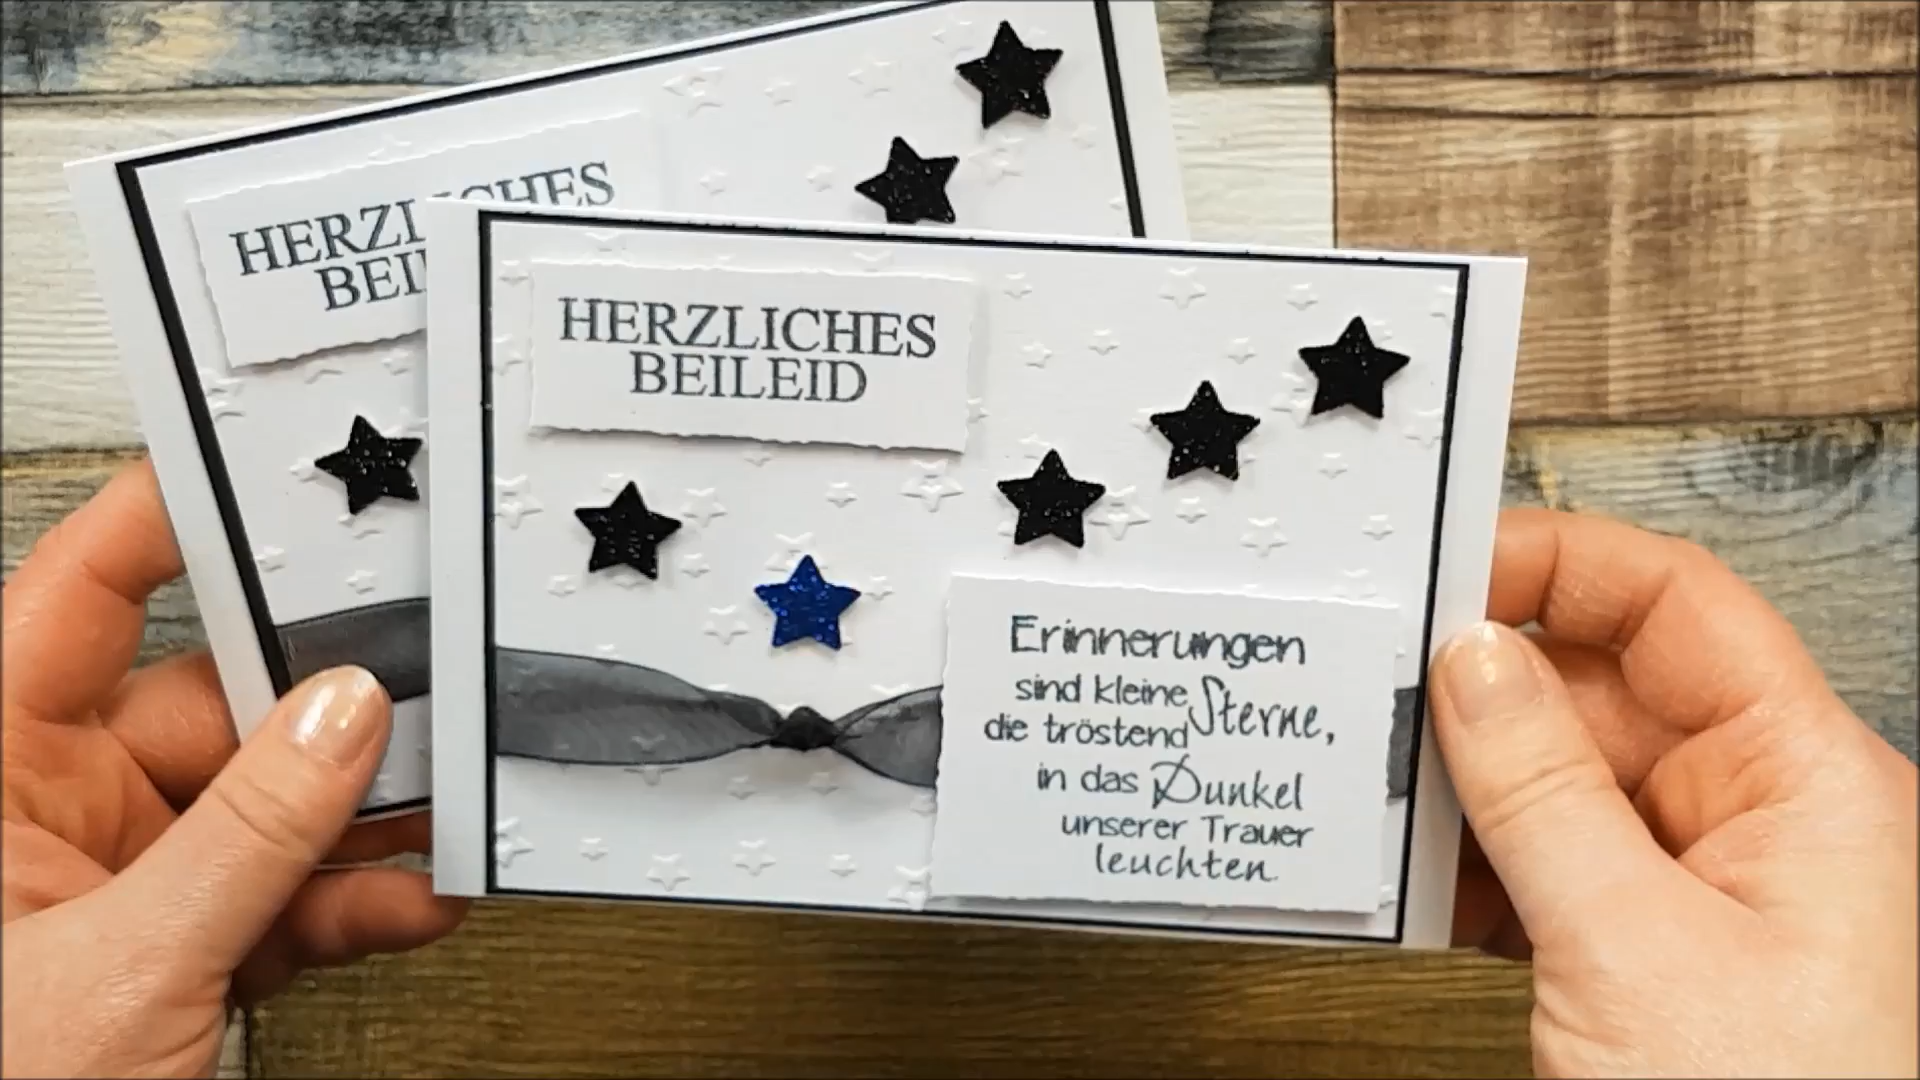 HERZLICHES
BEI
HERZLICHES
BEILEID
Erinnerungen
sind kleine Sterne,
die tröstend
in das Dunkel
unserer Trauer
leuchten.